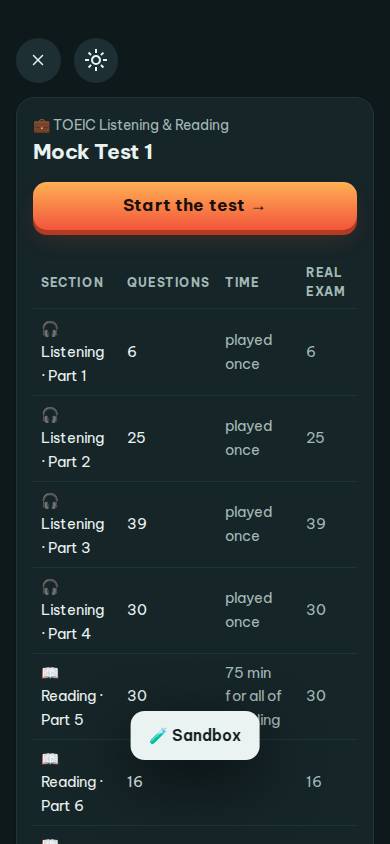 TOEIC Listening & Reading
Mock Test 1
Start the test →
SECTION QUESTIONS TIME REAL EXAM
Listening · Part 1 6 played once 6
Listening · Part 2 25 played once 25
Listening · Part 3 39 played once 39
Listening · Part 4 30 played once 30
Reading · Part 5 30 75 min for all of 30
Sandbox
Reading · Part 6 16 16